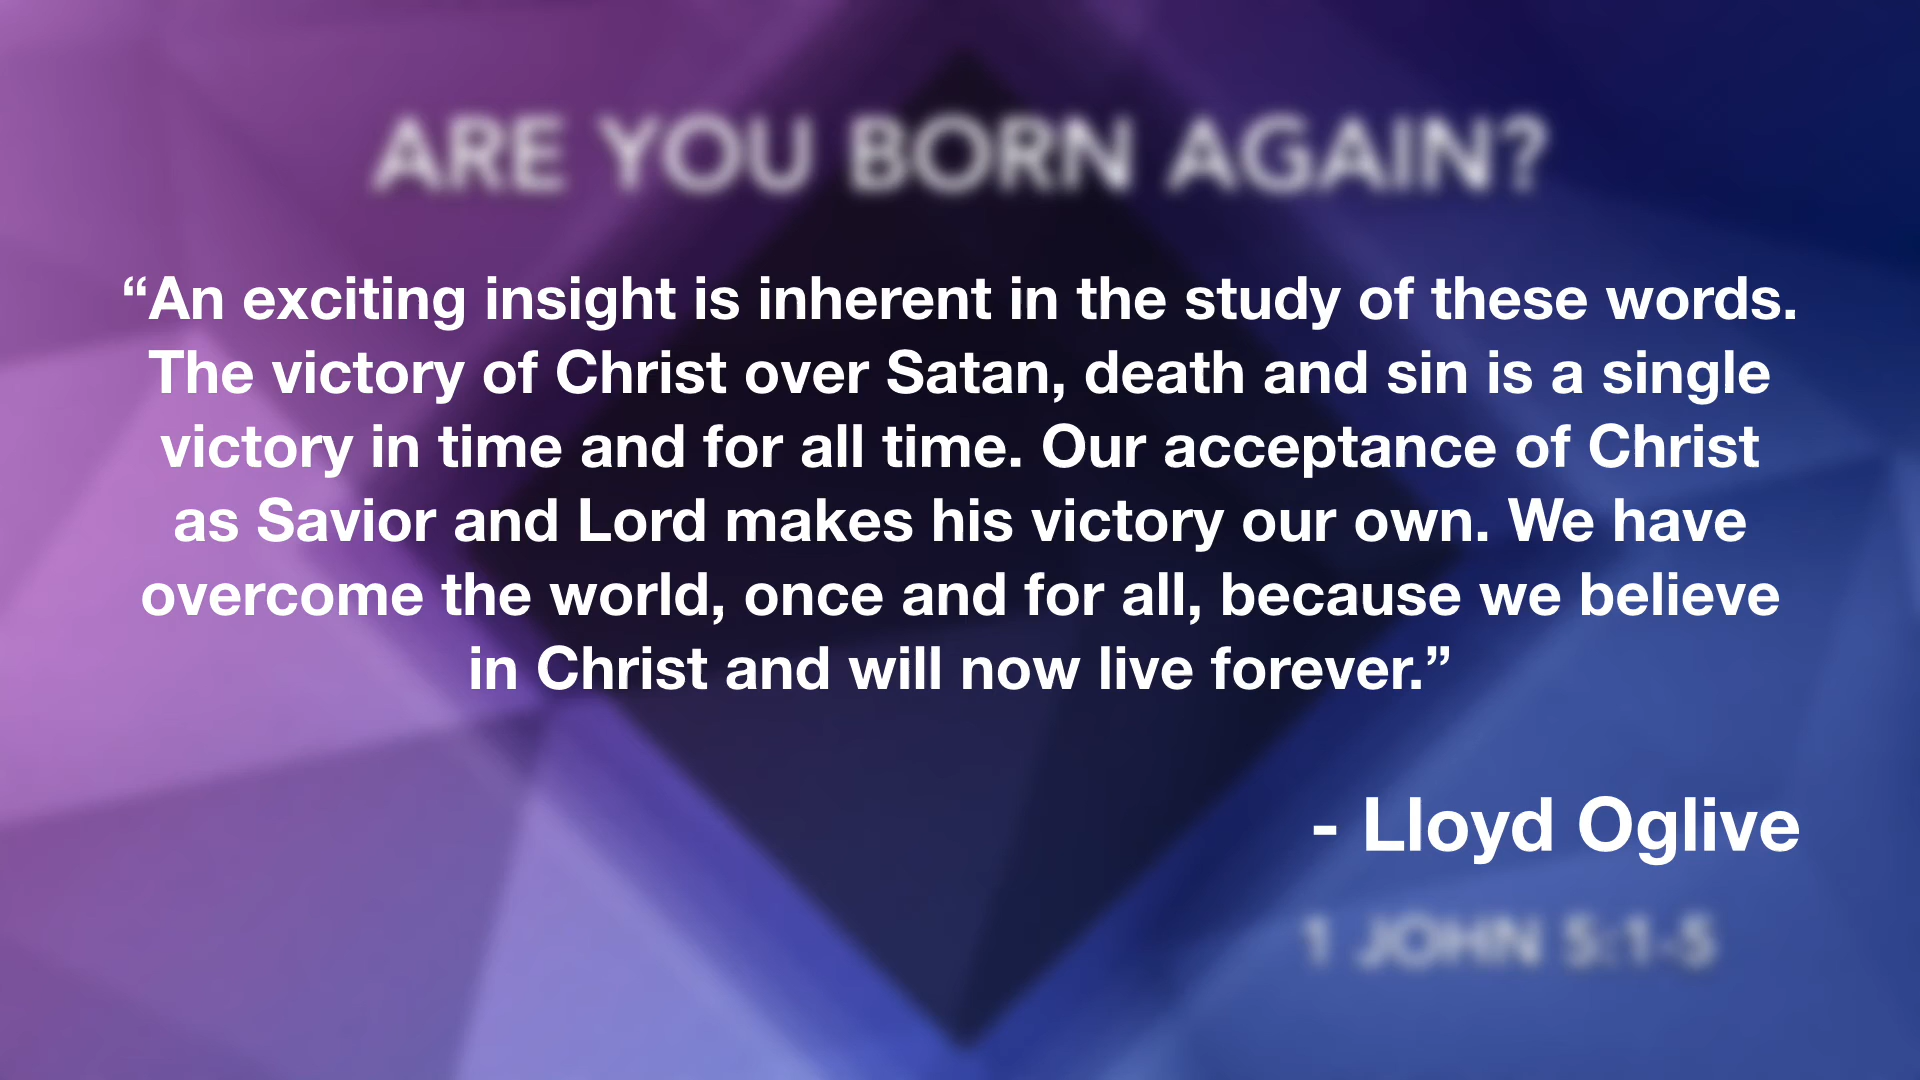 ARE YOU BORN AGAIN?
“An exciting insight is inherent in the study of these words.
The victory of Christ over Satan, death and sin is a single
victory in time and for all time. Our acceptance of Christ
as Savior and Lord makes his victory our own. We have
overcome the world, once and for all, because we believe
in Christ and will now live forever.”
- Lloyd Oglive
1 JOHN 5:1-5